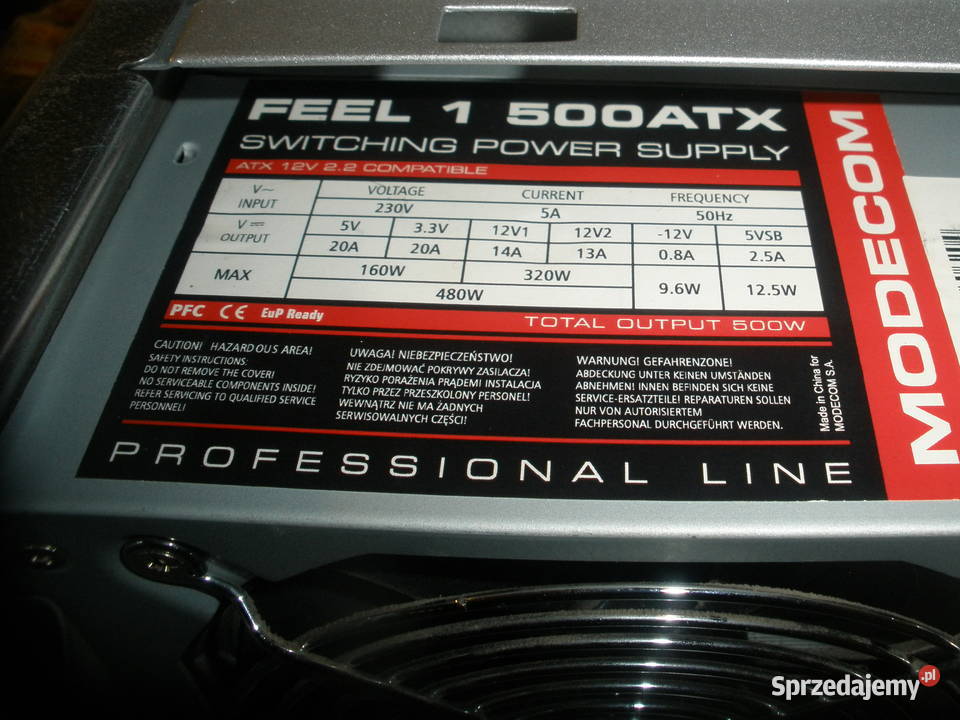 FEEL 1 500ATX
SWITCHING POWER SUPPLY
ATX 12V 2.2 COMPATIBLE
V~ INPUT VOLTAGE CURRENT FREQUENCY
230V 5A 50Hz
V⎓ OUTPUT 5V 3.3V 12V1 12V2 -12V 5VSB
20A 20A 14A 13A 0.8A 2.5A
MAX 160W 320W 9.6W 12.5W
480W
PFC CE EuP Ready
TOTAL OUTPUT 500W
CAUTION! HAZARDOUS AREA!
SAFETY INSTRUCTIONS:
DO NOT REMOVE THE COVER!
NO SERVICEABLE COMPONENTS INSIDE!
REFER SERVICING TO QUALIFIED SERVICE
PERSONNEL!
UWAGA! NIEBEZPIECZEŃSTWO!
NIE ZDEJMOWAĆ POKRYWY ZASILACZA!
RYZYKO PORAŻENIA PRĄDEM! INSTALACJA
TYLKO PRZEZ PRZESZKOLONY PERSONEL!
WEWNĄTRZ NIE MA ŻADNYCH
SERWISOWALNYCH CZĘŚCI!
WARNUNG! GEFAHRENZONE!
ABDECKUNG UNTER KEINEN UMSTÄNDEN
ABNEHMEN! INNEN BEFINDEN SICH KEINE
SERVICE-ERSATZTEILE! REPARATUREN SOLLEN
NUR VON AUTORISIERTEM
FACHPERSONAL DURCHGEFÜHRT WERDEN.
Made in China for
MODECOM S.A.
PROFESSIONAL LINE
MODECOM
Sprzedajemy.pl